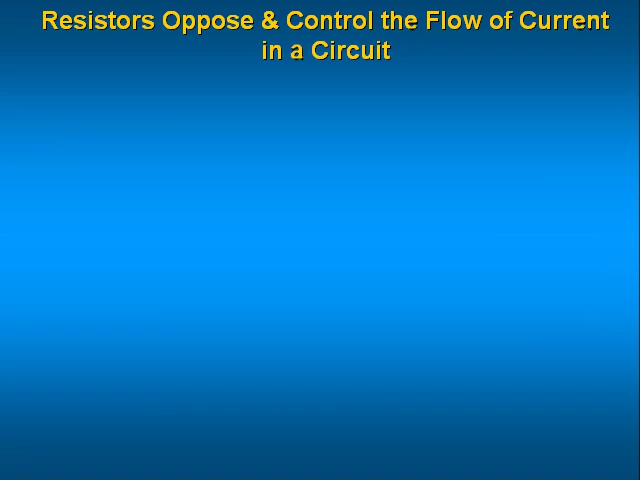 Resistors Oppose & Control the Flow of Current
in a Circuit